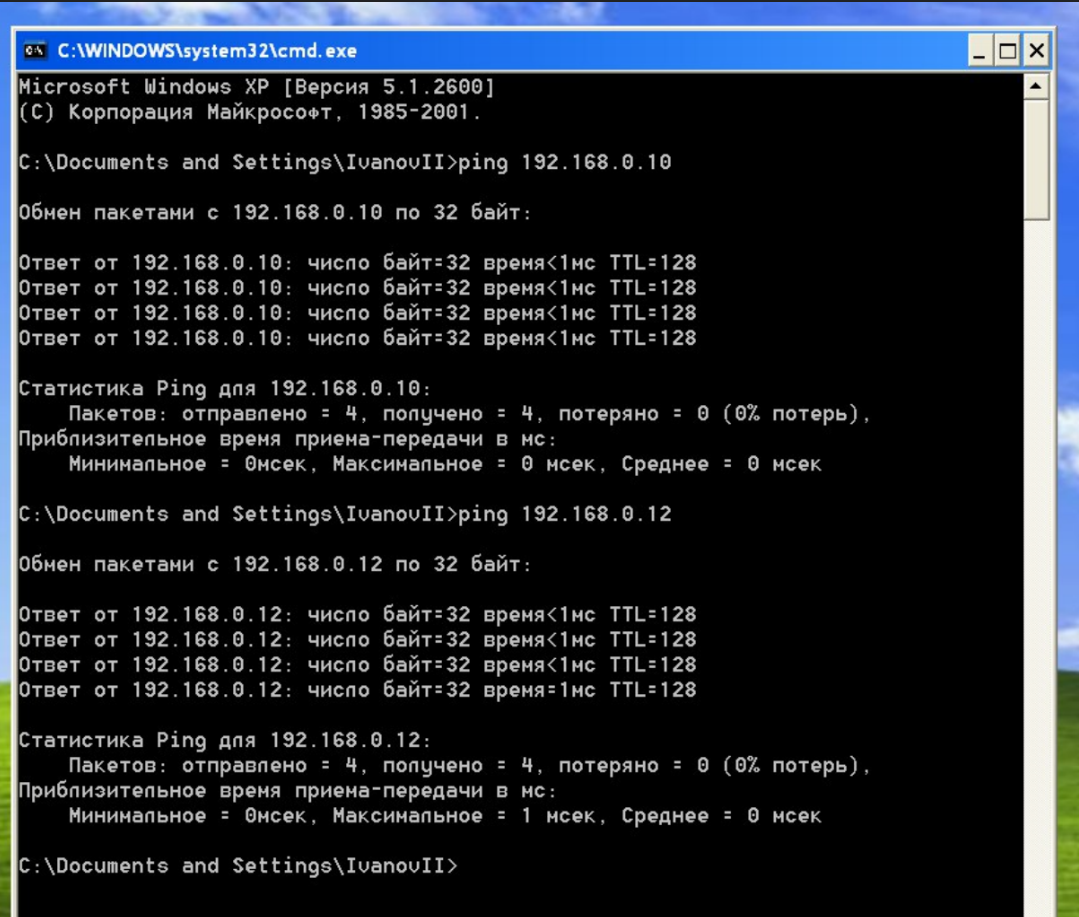 C:\WINDOWS\system32\cmd.exe
Microsoft Windows XP [Версия 5.1.2600]
(C) Корпорация Майкрософт, 1985-2001.
C:\Documents and Settings\IvanovII>ping 192.168.0.10
Обмен пакетами с 192.168.0.10 по 32 байт:
Ответ от 192.168.0.10: число байт=32 время<1мс TTL=128
Ответ от 192.168.0.10: число байт=32 время<1мс TTL=128
Ответ от 192.168.0.10: число байт=32 время<1мс TTL=128
Ответ от 192.168.0.10: число байт=32 время<1мс TTL=128
Статистика Ping для 192.168.0.10:
Пакетов: отправлено = 4, получено = 4, потеряно = 0 (0% потерь),
Приблизительное время приема-передачи в мс:
Минимальное = 0мсек, Максимальное = 0 мсек, Среднее = 0 мсек
C:\Documents and Settings\IvanovII>ping 192.168.0.12
Обмен пакетами с 192.168.0.12 по 32 байт:
Ответ от 192.168.0.12: число байт=32 время<1мс TTL=128
Ответ от 192.168.0.12: число байт=32 время<1мс TTL=128
Ответ от 192.168.0.12: число байт=32 время<1мс TTL=128
Ответ от 192.168.0.12: число байт=32 время=1мс TTL=128
Статистика Ping для 192.168.0.12:
Пакетов: отправлено = 4, получено = 4, потеряно = 0 (0% потерь),
Приблизительное время приема-передачи в мс:
Минимальное = 0мсек, Максимальное = 1 мсек, Среднее = 0 мсек
C:\Documents and Settings\IvanovII>